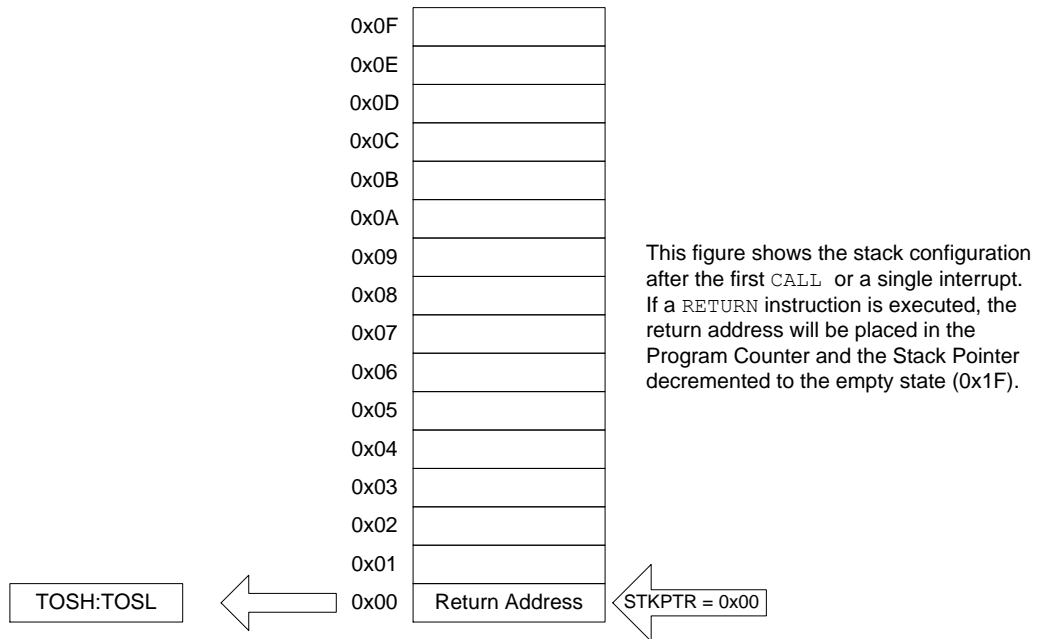 0x0F
0x0E
0x0D
0x0C
0x0B
0x0A
0x09
0x08
0x07
0x06
0x05
0x04
0x03
0x02
0x01
This figure shows the stack configuration
after the first CALL or a single interrupt.
If a RETURN instruction is executed, the
return address will be placed in the
Program Counter and the Stack Pointer
decremented to the empty state (0x1F).
TOSH:TOSL 0x00 Return Address STKPTR = 0x00